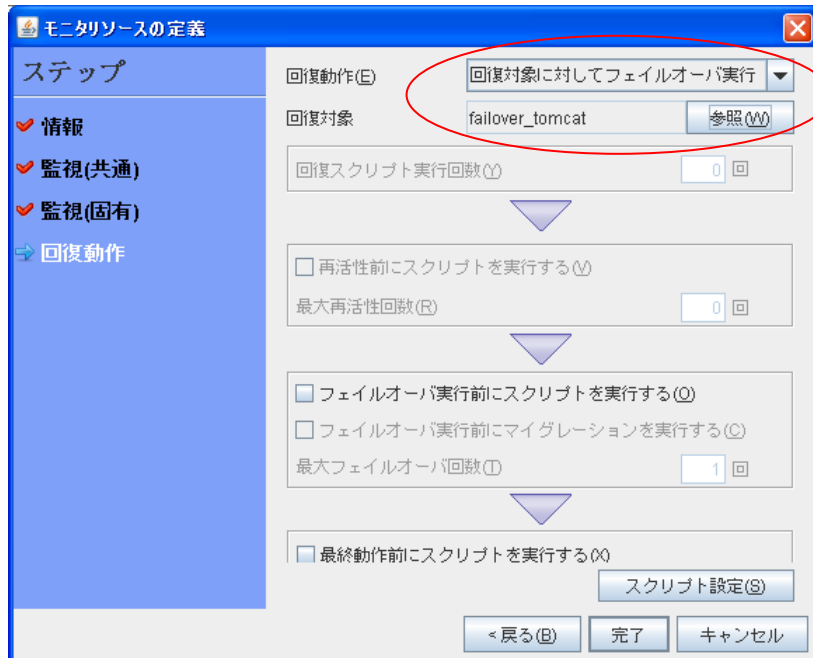 モニタリソースの定義
ステップ
情報
監視(共通)
監視(固有)
回復動作
回復動作(E) 回復対象に対してフェイルオーバ実行
回復対象 failover_tomcat 参照(W)
回復スクリプト実行回数(Y) 0 回
再活性前にスクリプトを実行する(V)
最大再活性回数(R) 0 回
フェイルオーバ実行前にスクリプトを実行する(O)
フェイルオーバ実行前にマイグレーションを実行する(C)
最大フェイルオーバ回数(T) 1 回
最終動作前にスクリプトを実行する(X)
スクリプト設定(S)
<戻る(B) 完了 キャンセル